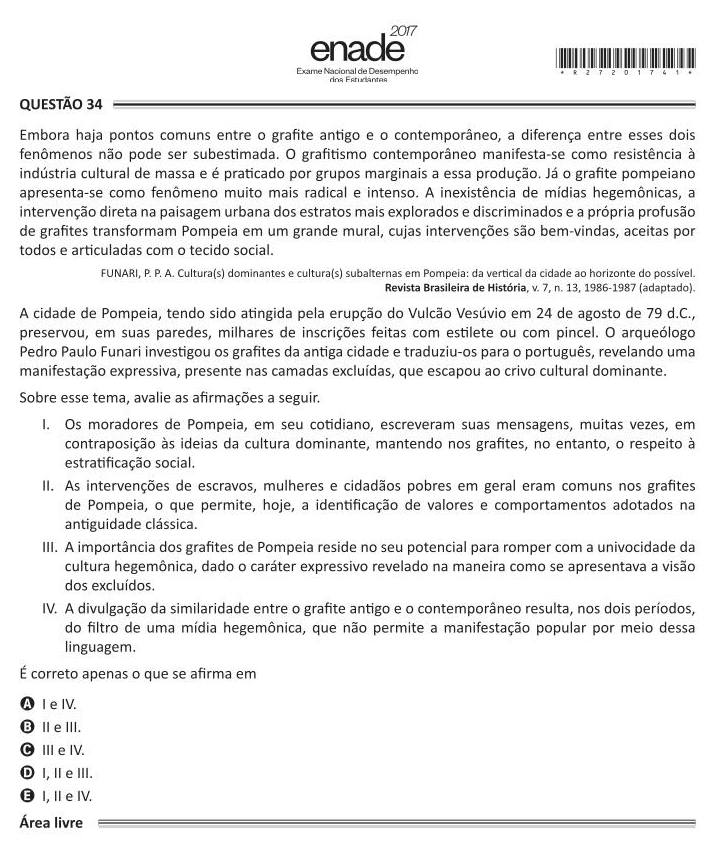 2017
enade
Exame Nacional de Desempenho
dos Estudantes
* R 2 7 2 0 1 7 4 1 *
QUESTÃO 34
Embora haja pontos comuns entre o grafite antigo e o contemporâneo, a diferença entre esses dois
fenômenos não pode ser subestimada. O grafitismo contemporâneo manifesta-se como resistência à
indústria cultural de massa e é praticado por grupos marginais a essa produção. Já o grafite pompeiano
apresenta-se como fenômeno muito mais radical e intenso. A inexistência de mídias hegemônicas, a
intervenção direta na paisagem urbana dos estratos mais explorados e discriminados e a própria profusão
de grafites transformam Pompeia em um grande mural, cujas intervenções são bem-vindas, aceitas por
todos e articuladas com o tecido social.
FUNARI, P. P. A. Cultura(s) dominantes e cultura(s) subalternas em Pompeia: da vertical da cidade ao horizonte do possível.
Revista Brasileira de História, v. 7, n. 13, 1986-1987 (adaptado).
A cidade de Pompeia, tendo sido atingida pela erupção do Vulcão Vesúvio em 24 de agosto de 79 d.C.,
preservou, em suas paredes, milhares de inscrições feitas com estilete ou com pincel. O arqueólogo
Pedro Paulo Funari investigou os grafites da antiga cidade e traduziu-os para o português, revelando uma
manifestação expressiva, presente nas camadas excluídas, que escapou ao crivo cultural dominante.
Sobre esse tema, avalie as afirmações a seguir.
I. Os moradores de Pompeia, em seu cotidiano, escreveram suas mensagens, muitas vezes, em
contraposição às ideias da cultura dominante, mantendo nos grafites, no entanto, o respeito à
estratificação social.
II. As intervenções de escravos, mulheres e cidadãos pobres em geral eram comuns nos grafites
de Pompeia, o que permite, hoje, a identificação de valores e comportamentos adotados na
antiguidade clássica.
III. A importância dos grafites de Pompeia reside no seu potencial para romper com a univocidade da
cultura hegemônica, dado o caráter expressivo revelado na maneira como se apresentava a visão
dos excluídos.
IV. A divulgação da similaridade entre o grafite antigo e o contemporâneo resulta, nos dois períodos,
do filtro de uma mídia hegemônica, que não permite a manifestação popular por meio dessa
linguagem.
É correto apenas o que se afirma em
A I e IV.
B II e III.
C III e IV.
D I, II e III.
E I, II e IV.
Área livre